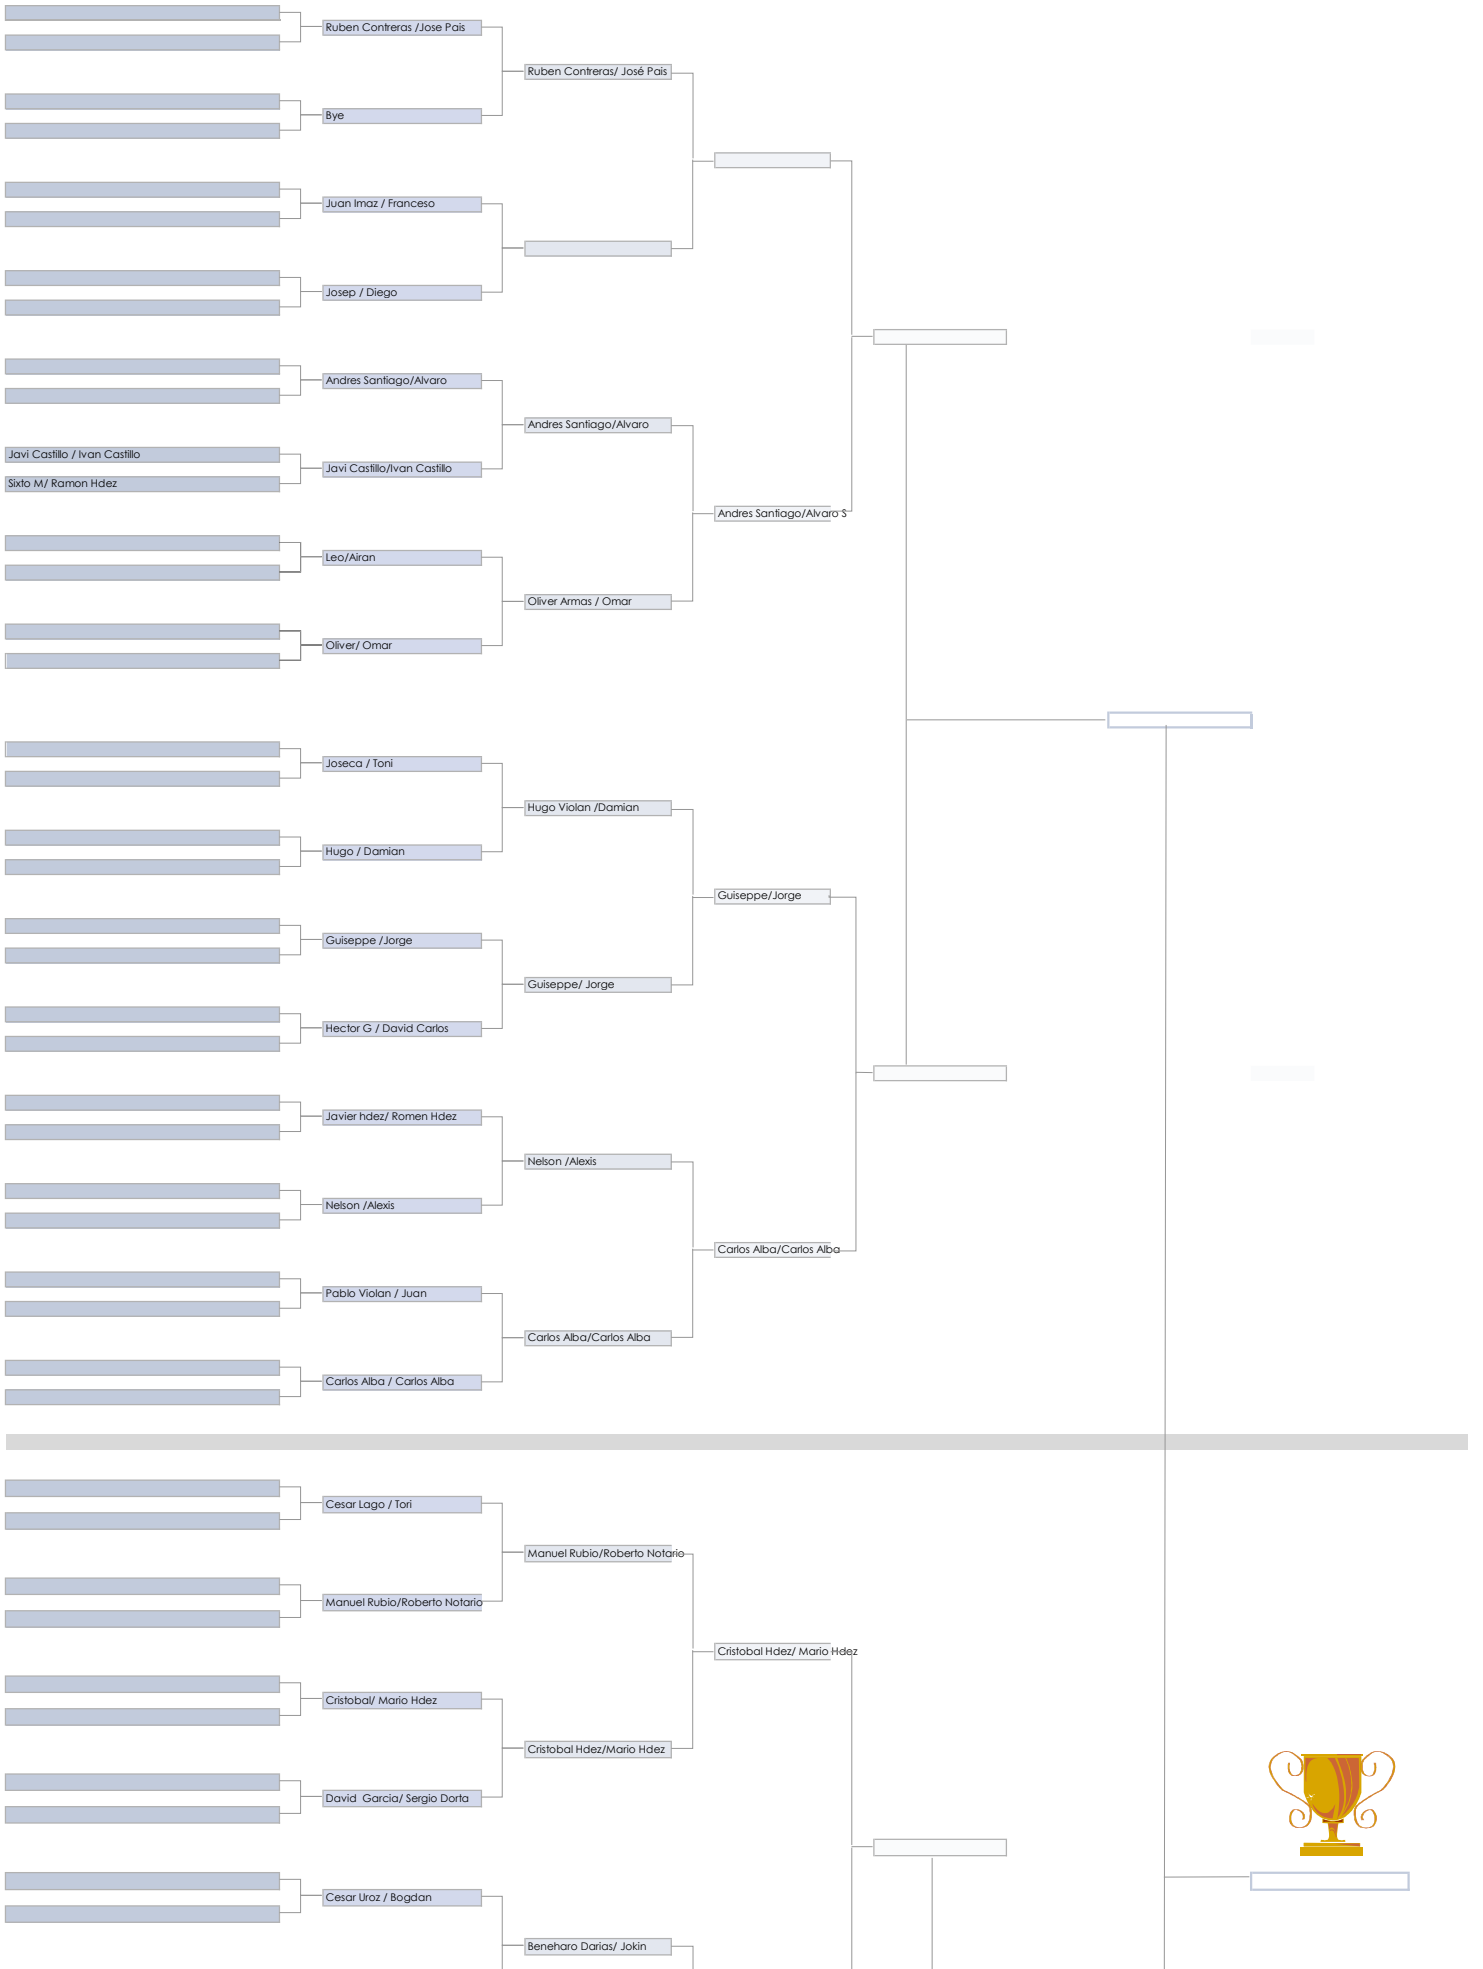 Ruben Contreras /Jose Pais
Ruben Contreras/ José Pais
Bye
Juan Imaz / Franceso
Josep / Diego
Andres Santiago/Alvaro
Andres Santiago/Alvaro
Javi Castillo / Ivan Castillo
Javi Castillo/Ivan Castillo
Sixto M/ Ramon Hdez
Andres Santiago/Alvaro S
Leo/Airan
Oliver Armas / Omar
Oliver/ Omar
Joseca / Toni
Hugo Violan /Damian
Hugo / Damian
Guiseppe/Jorge
Guiseppe /Jorge
Guiseppe/ Jorge
Hector G / David Carlos
Javier hdez/ Romen Hdez
Nelson /Alexis
Nelson /Alexis
Carlos Alba/Carlos Alba
Pablo Violan / Juan
Carlos Alba/Carlos Alba
Carlos Alba / Carlos Alba
Cesar Lago / Tori
Manuel Rubio/Roberto Notario
Manuel Rubio/Roberto Notario
Cristobal Hdez/ Mario Hdez
Cristobal/ Mario Hdez
Cristobal Hdez/Mario Hdez
David  Garcia/ Sergio Dorta
Cesar Uroz / Bogdan
Beneharo Darias/ Jokin